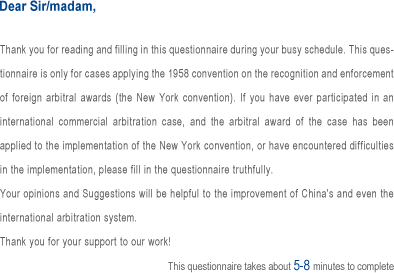 Dear Sir/madam,
Thank you for reading and filling in this questionnaire during your busy schedule. This ques-
tionnaire is only for cases applying the 1958 convention on the recognition and enforcement
of foreign arbitral awards (the New York convention). If you have ever participated in an
international commercial arbitration case, and the arbitral award of the case has been
applied to the implementation of the New York convention, or have encountered difficulties
in the implementation, please fill in the questionnaire truthfully.
Your opinions and Suggestions will be helpful to the improvement of China's and even the
international arbitration system.
Thank you for your support to our work!
This questionnaire takes about 5-8 minutes to complete